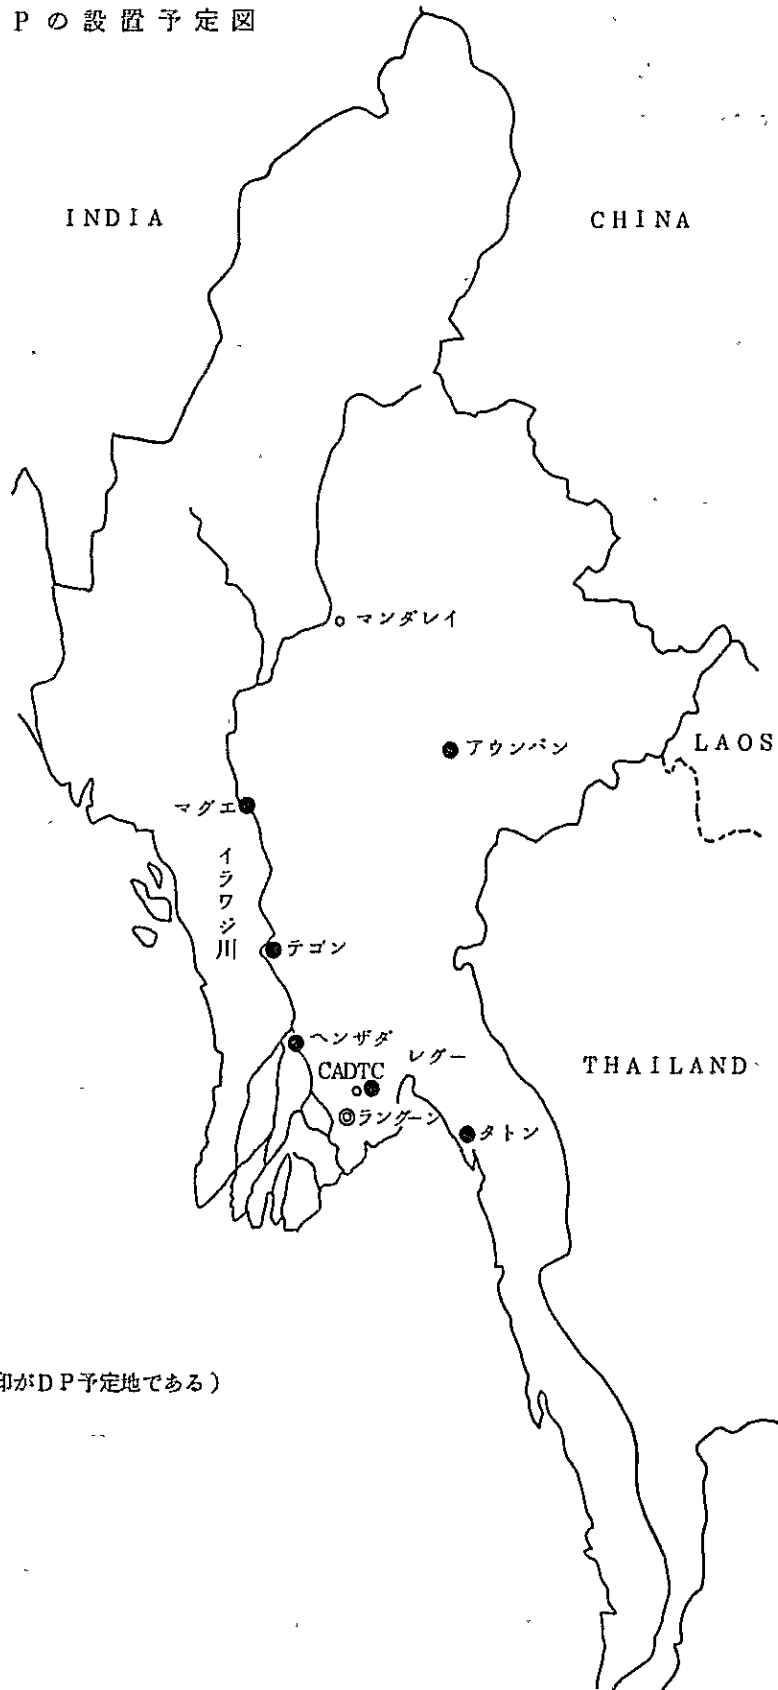 Pの設置予定図
INDIA
CHINA
マンダレイ
アウンバン
LAOS
マグエ
イラワジ川
テゴン
ヘンザダ
レグー
CADTC
THAILAND
ラングーン
タトン
印がDP予定地である)